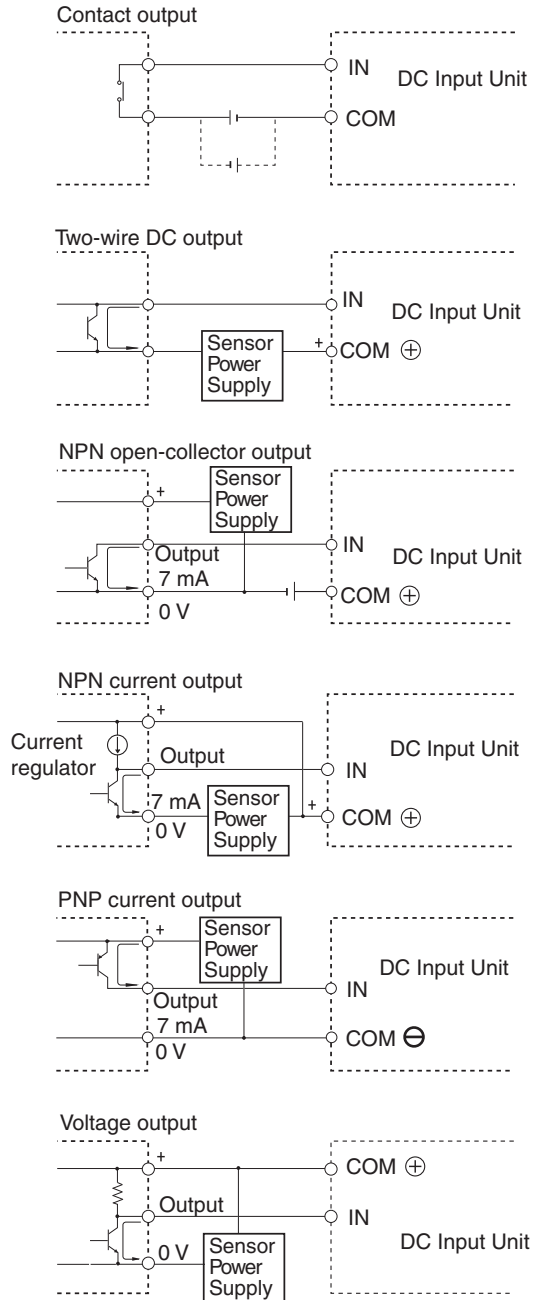 Contact output
IN
DC Input Unit
COM
Two-wire DC output
IN
DC Input Unit
Sensor
Power
Supply
+
COM ⊕
NPN open-collector output
+
Sensor
Power
Supply
Output
IN
DC Input Unit
7 mA
COM ⊕
0 V
NPN current output
+
Current
regulator
Output
DC Input Unit
IN
7 mA
Sensor
Power
Supply
+
COM ⊕
0 V
PNP current output
+
Sensor
Power
Supply
DC Input Unit
IN
Output
7 mA
COM ⊖
0 V
Voltage output
+
COM ⊕
Output
IN
0 V
Sensor
Power
Supply
DC Input Unit